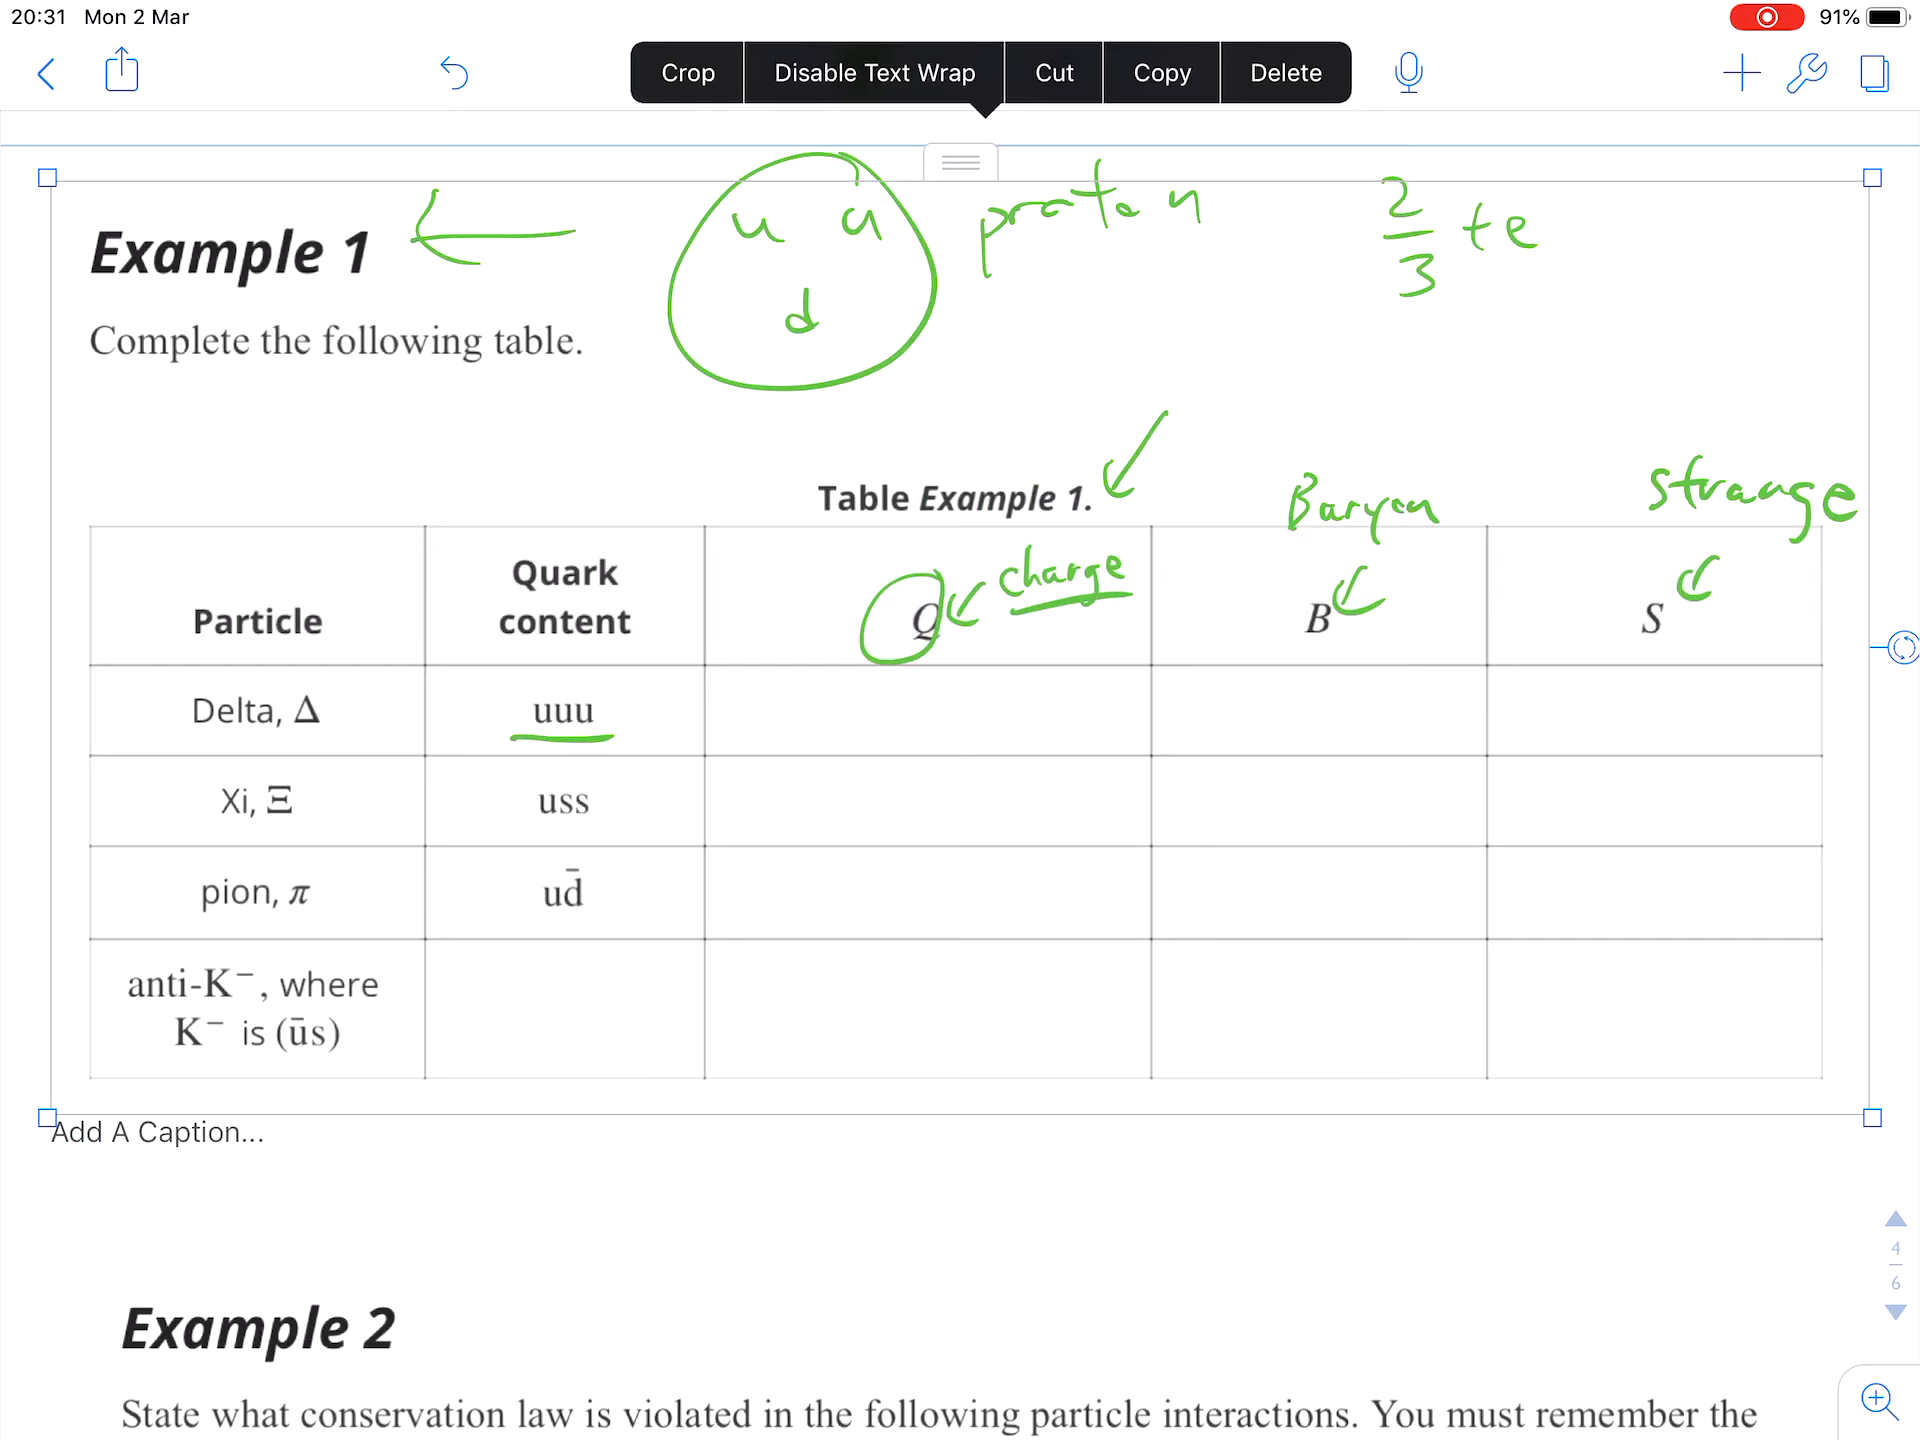 20:31 Mon 2 Mar
91%
Crop Disable Text Wrap Cut Copy Delete
u u proton 2/3 +e
Example 1
d
Complete the following table.
Table Example 1.
Baryon
strange
Particle
Quark content
Q
charge
B
S
Delta, Δ
uuu
Xi, Ξ
uss
pion, π
ud̄
anti-K⁻, where
K⁻ is (ūs)
Add A Caption...
4
6
Example 2
State what conservation law is violated in the following particle interactions. You must remember the